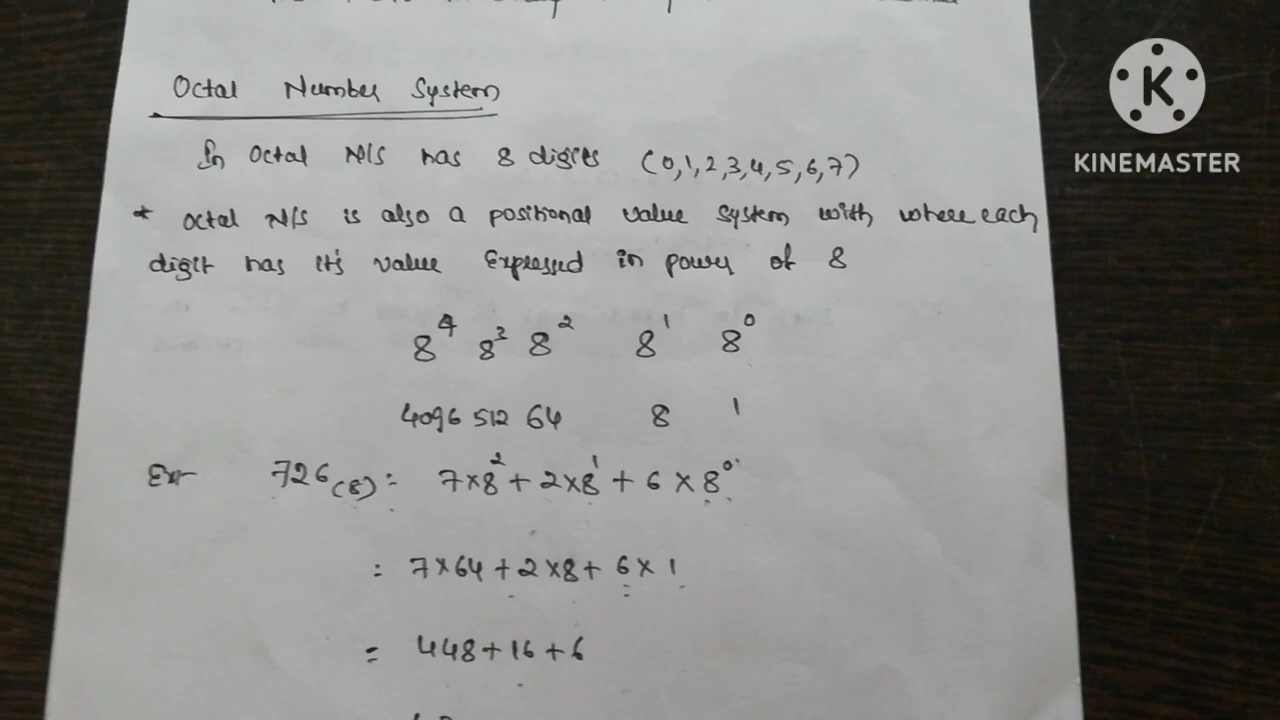 Octal Number System
In Octal N/S has 8 digits (0,1,2,3,4,5,6,7)
* Octal N/S is also a positional value system with where each
digit has it's value Expressed in power of 8
8⁴ 8³ 8² 8¹ 8⁰
4096 512 64 8 1
Ex 726(8) = 7×8² + 2×8¹ + 6×8⁰
= 7×64 + 2×8 + 6×1
= 448 + 16 + 6
K
KINEMASTER